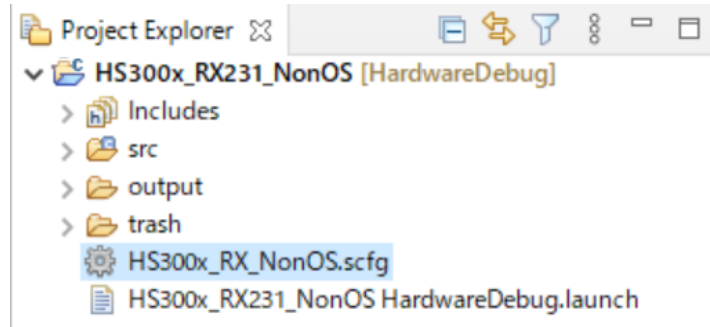 Project Explorer
HS300x_RX231_NonOS [HardwareDebug]
Includes
src
output
trash
HS300x_RX_NonOS.scfg
HS300x_RX231_NonOS HardwareDebug.launch